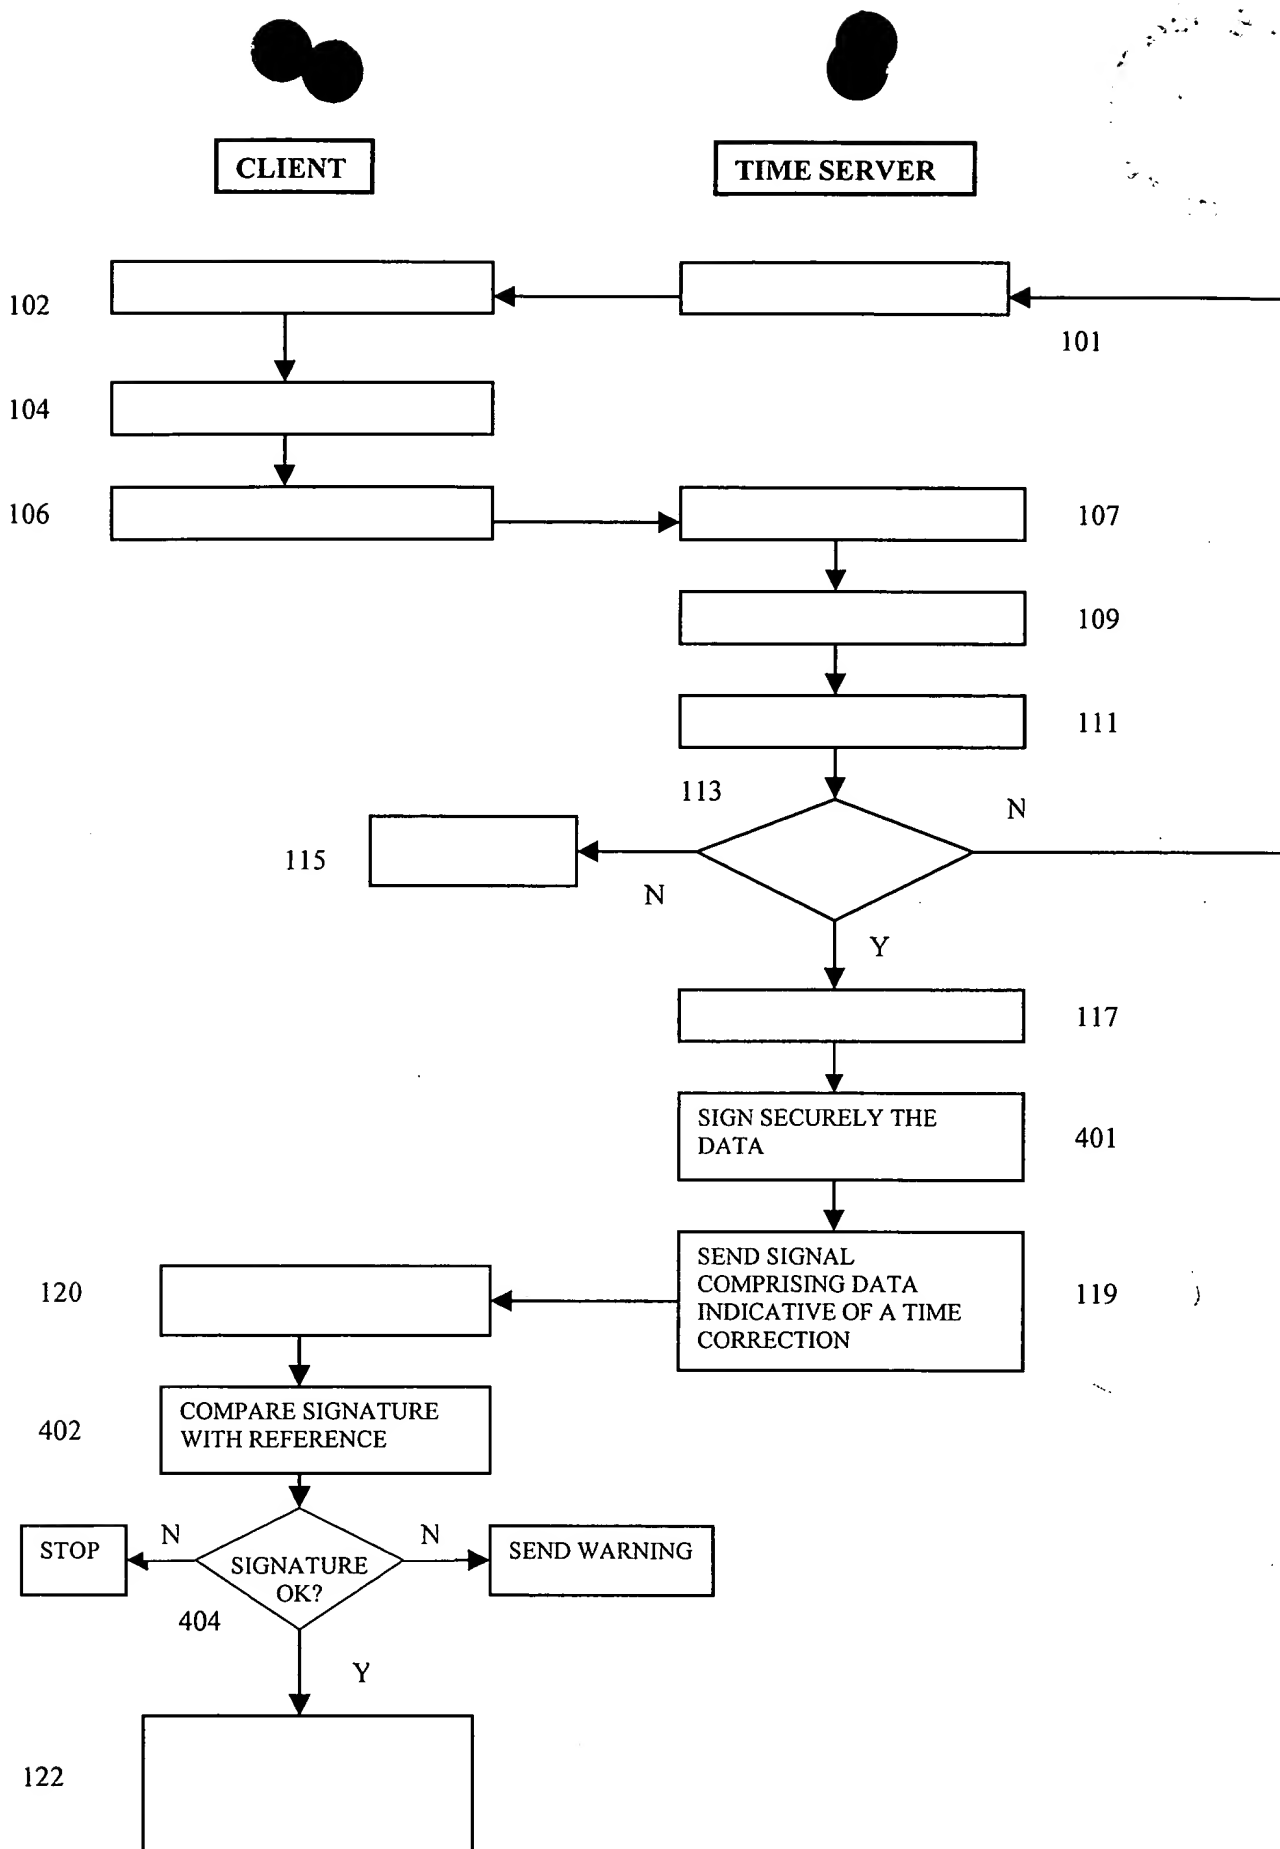 CLIENT
TIME SERVER
102
101
104
106
107
109
111
113
N
115
N
Y
117
SIGN SECURELY THE
DATA
401
SEND SIGNAL
COMPRISING DATA
INDICATIVE OF A TIME
CORRECTION
119
120
COMPARE SIGNATURE
WITH REFERENCE
402
STOP
N
SIGNATURE
OK?
N
SEND WARNING
404
Y
122